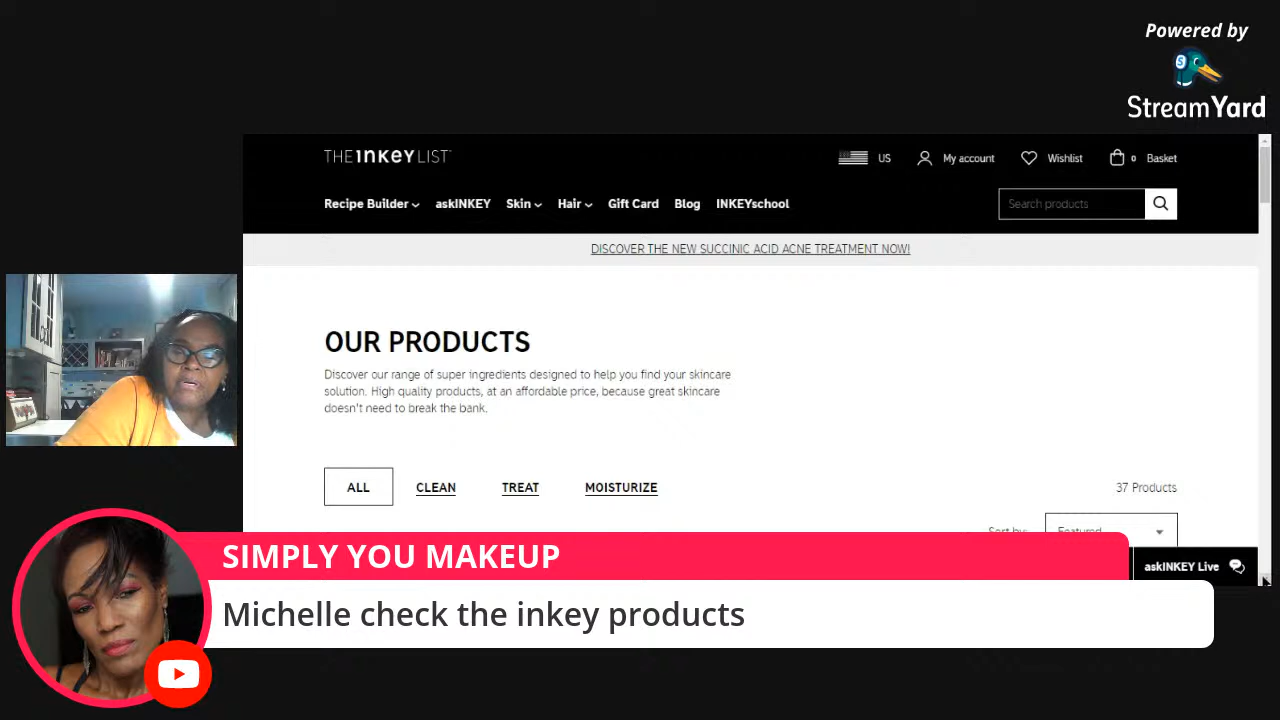 Powered by
StreamYard
THE INKEY LIST
US
My account
Wishlist
0
Basket
Recipe Builder
askINKEY
Skin
Hair
Gift Card
Blog
INKEYschool
Search products
DISCOVER THE NEW SUCCINIC ACID ACNE TREATMENT NOW!
OUR PRODUCTS
Discover our range of super ingredients designed to help you find your skincare
solution. High quality products, at an affordable price, because great skincare
doesn't need to break the bank.
ALL
CLEAN
TREAT
MOISTURIZE
37 Products
Sort by:
Featured
askINKEY Live
SIMPLY YOU MAKEUP
Michelle check the inkey products